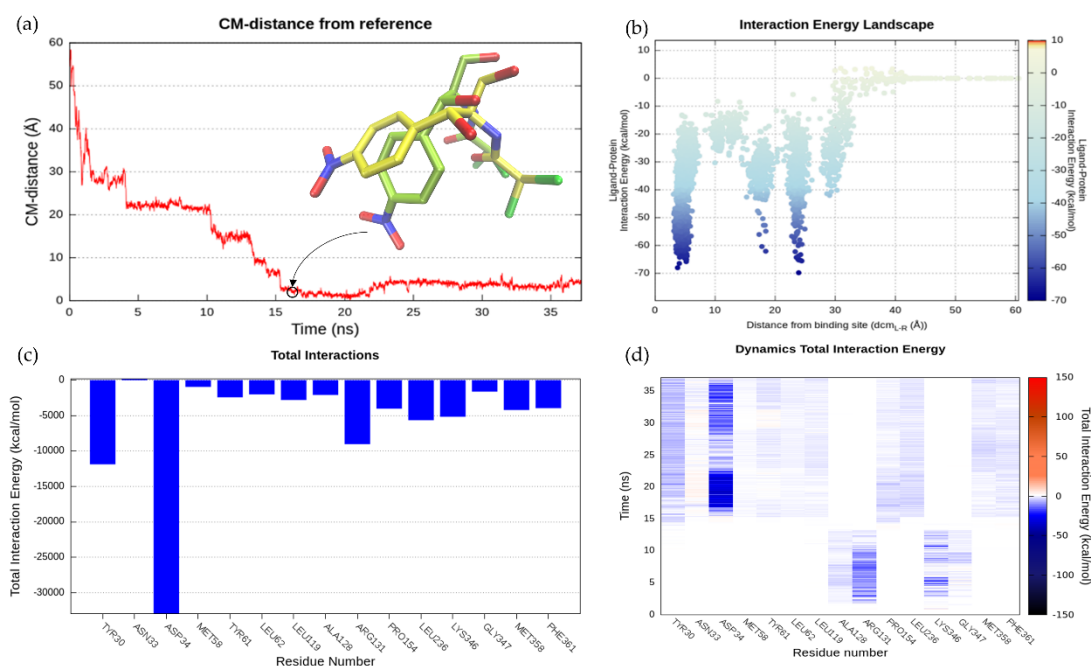 (a)
CM-distance from reference
60
50
40
30
20
10
0
CM-distance (Å)
0 5 10 15 20 25 30 35
Time (ns)
(b)
Interaction Energy Landscape
10
0
-10
-20
-30
-40
-50
-60
-70
Ligand-Protein
Interaction Energy (kcal/mol)
0 10 20 30 40 50 60
Distance from binding site (dcmL-R (Å))
10
0
-10
-20
-30
-40
-50
-60
-70
Ligand-Protein
Interaction Energy (kcal/mol)
(c)
Total Interactions
0
-5000
-10000
-15000
-20000
-25000
-30000
Total Interaction Energy (kcal/mol)
TYR30 ASN33 ASP34 MET58 TYR61 LEU62 LEU119 ALA128 ARG131 PRO154 LEU236 LYS346 GLY347 MET358 PHE361
Residue Number
(d)
Dynamics Total Interaction Energy
35
30
25
20
15
10
5
0
Time (ns)
TYR30 ASN33 ASP34 MET58 TYR61 LEU62 LEU119 ALA128 ARG131 PRO154 LEU236 LYS346 GLY347 MET358 PHE361
Residue number
150
100
50
0
-50
-100
-150
Total Interaction Energy (kcal/mol)